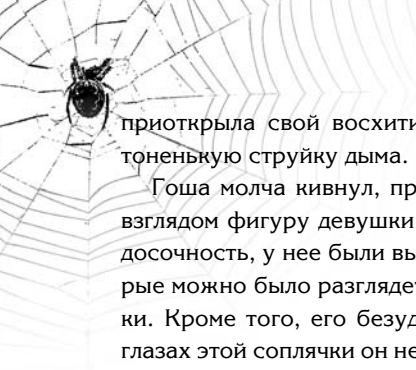 приоткрыла свой восхити
тоненькую струйку дыма.
Гоша молча кивнул, пр
взглядом фигуру девушки
досочность, у нее были вы
рые можно было разгляде
ки. Кроме того, его безуд
глазах этой соплячки он не